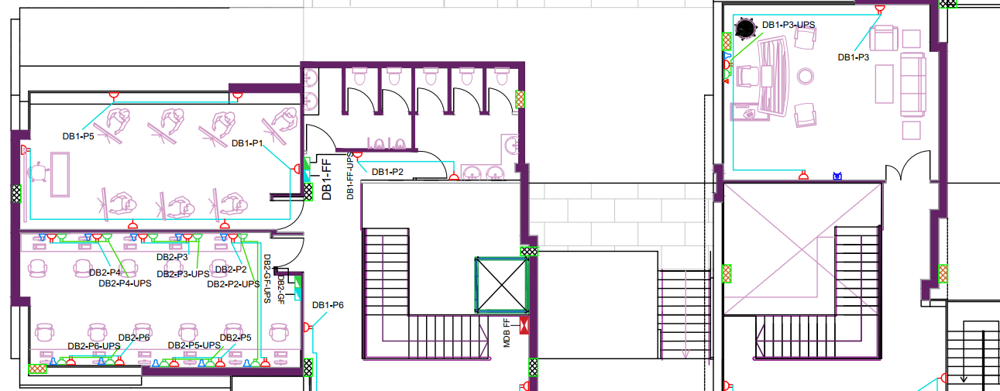 DB1-P3-UPS
DB1-P3
DB1-P5
DB1-P1
DB1-FF
DB1-FF-UPS
DB1-P2
DB2-P4
DB2-P4-UPS
DB2-P3
DB2-P3-UPS
DB2-P2
DB2-P2-UPS
DB2-GF-UPS
DB2-GF
DB1-P6
MDB FF
DB2-P6-UPS
DB2-P6
DB2-P5-UPS
DB2-P5